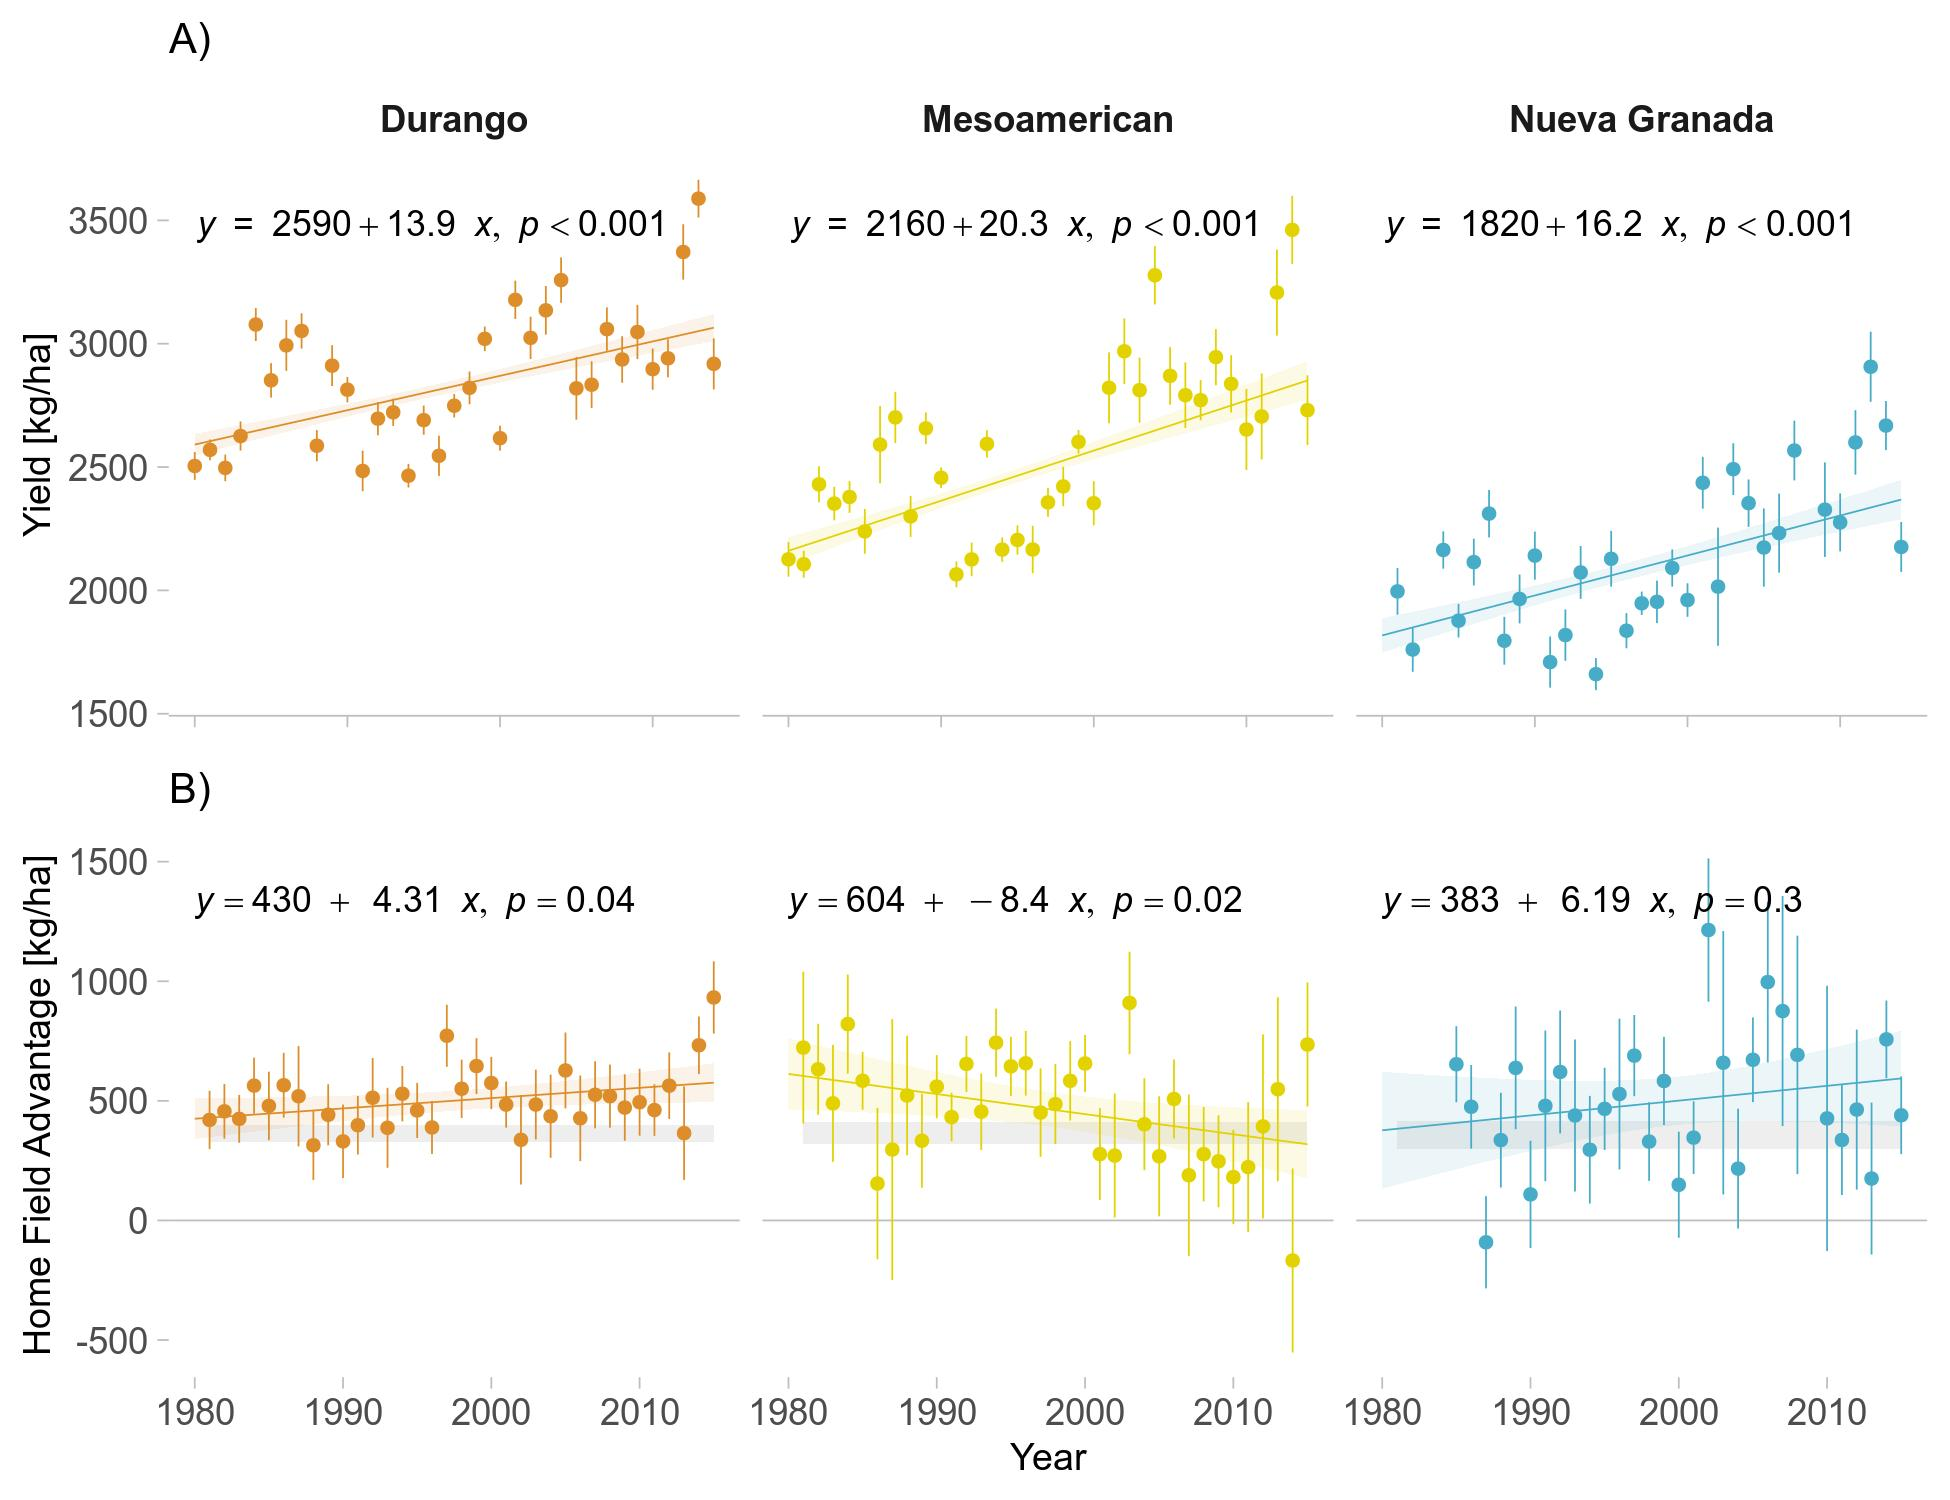 A)
Durango Mesoamerican Nueva Granada
y = 2590 + 13.9 x, p < 0.001
y = 2160 + 20.3 x, p < 0.001
y = 1820 + 16.2 x, p < 0.001
Yield [kg/ha]
3500
3000
2500
2000
1500
B)
y = 430 + 4.31 x, p = 0.04
y = 604 + −8.4 x, p = 0.02
y = 383 + 6.19 x, p = 0.3
Home Field Advantage [kg/ha]
1500
1000
500
0
-500
1980 1990 2000 2010 1980 1990 2000 2010 1980 1990 2000 2010
Year